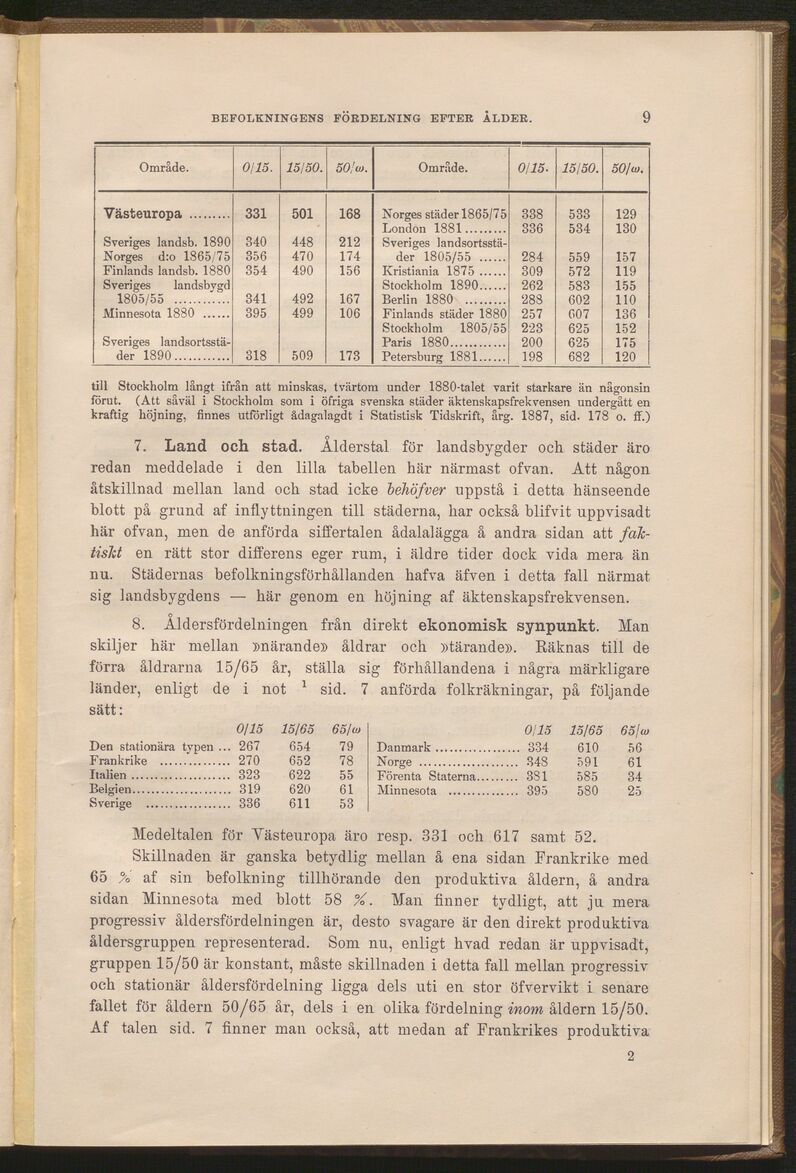 BEFOLKNINGENS FÖRDELNING EFTER ÅLDER. 9
Område. 0/15. 15/50. 50/ω. Område. 0/15. 15/50. 50/ω.
Västeuropa ......... 331 501 168 Norges städer 1865/75 338 533 129
London 1881 ......... 336 534 130
Sveriges landsb. 1890 340 448 212 Sveriges landsortsstä-
Norges d:o 1865/75 356 470 174 der 1805/55 ...... 284 559 157
Finlands landsb. 1880 354 490 156 Kristiania 1875 ...... 309 572 119
Sveriges landsbygd Stockholm 1890...... 262 583 155
1805/55 ............ 341 492 167 Berlin 1880 ......... 288 602 110
Minnesota 1880 ...... 395 499 106 Finlands städer 1880 257 607 136
Stockholm 1805/55 223 625 152
Sveriges landsortsstä- Paris 1880............ 200 625 175
der 1890............ 318 509 173 Petersburg 1881...... 198 682 120
till Stockholm långt ifrån att minskas, tvärtom under 1880-talet varit starkare än någonsin
förut. (Att såväl i Stockholm som i öfriga svenska städer äktenskapsfrekvensen undergått en
kraftig höjning, finnes utförligt ådagalagdt i Statistisk Tidskrift, årg. 1887, sid. 178 o. ff.)
7. Land och stad. Ålderstal för landsbygder och städer äro
redan meddelade i den lilla tabellen här närmast ofvan. Att någon
åtskillnad mellan land och stad icke behöfver uppstå i detta hänseende
blott på grund af inflyttningen till städerna, har också blifvit uppvisadt
här ofvan, men de anförda siffertalen ådalalägga å andra sidan att fak-
tiskt en rätt stor differens eger rum, i äldre tider dock vida mera än
nu. Städernas befolkningsförhållanden hafva äfven i detta fall närmat
sig landsbygdens — här genom en höjning af äktenskapsfrekvensen.
8. Åldersfördelningen från direkt ekonomisk synpunkt. Man
skiljer här mellan »närande» åldrar och »tärande». Räknas till de
förra åldrarna 15/65 år, ställa sig förhållandena i några märkligare
länder, enligt de i not ¹ sid. 7 anförda folkräkningar, på följande
sätt:
0/15 15/65 65/ω 0/15 15/65 65/ω
Den stationära typen ... 267 654 79 Danmark .................. 334 610 56
Frankrike ............... 270 652 78 Norge ..................... 348 591 61
Italien ..................... 323 622 55 Förenta Staterna......... 381 585 34
Belgien..................... 319 620 61 Minnesota ............... 395 580 25
Sverige .................. 336 611 53
Medeltalen för Västeuropa äro resp. 331 och 617 samt 52.
Skillnaden är ganska betydlig mellan å ena sidan Frankrike med
65 % af sin befolkning tillhörande den produktiva åldern, å andra
sidan Minnesota med blott 58 %. Man finner tydligt, att ju mera
progressiv åldersfördelningen är, desto svagare är den direkt produktiva
åldersgruppen representerad. Som nu, enligt hvad redan är uppvisadt,
gruppen 15/50 är konstant, måste skillnaden i detta fall mellan progressiv
och stationär åldersfördelning ligga dels uti en stor öfvervikt i senare
fallet för åldern 50/65 år, dels i en olika fördelning inom åldern 15/50.
Af talen sid. 7 finner man också, att medan af Frankrikes produktiva
2